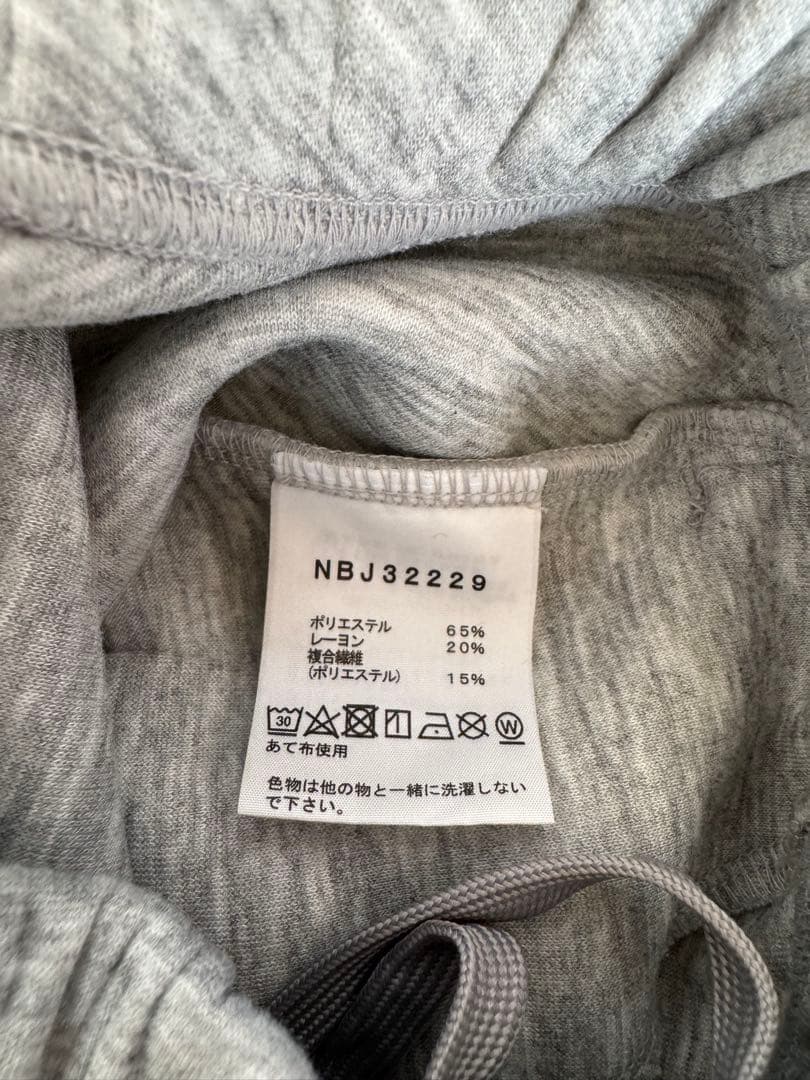 NBJ32229
ポリエステル 65%
レーヨン 20%
複合繊維
(ポリエステル) 15%
30 W
あて布使用
色物は他の物と一緒に洗濯しない
で下さい。